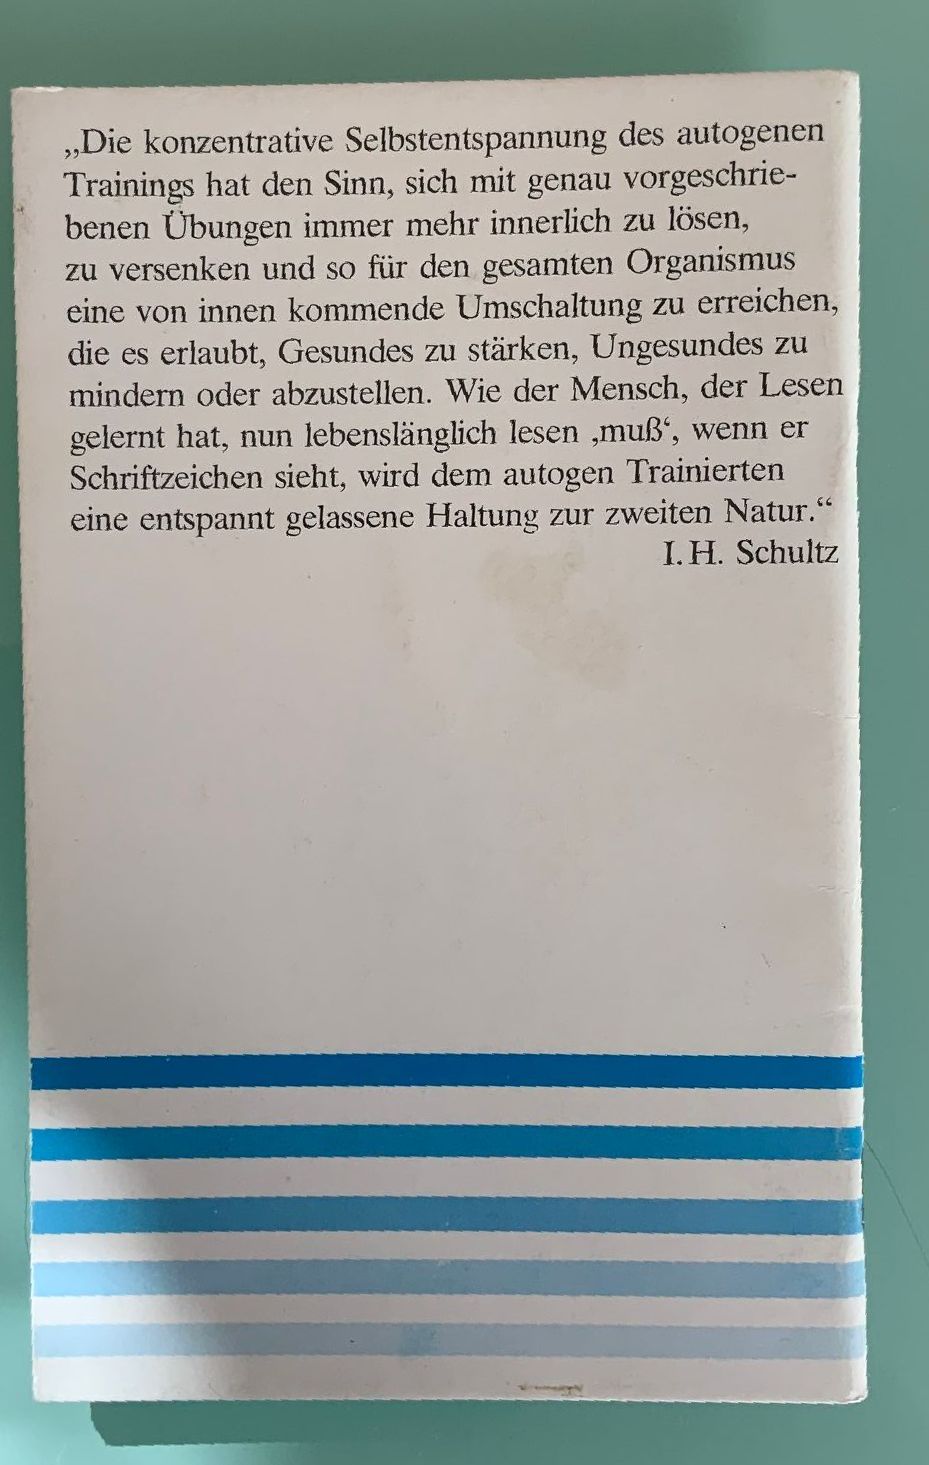 „Die konzentrative Selbstentspannung des autogenen
Trainings hat den Sinn, sich mit genau vorgeschrie-
benen Übungen immer mehr innerlich zu lösen,
zu versenken und so für den gesamten Organismus
eine von innen kommende Umschaltung zu erreichen,
die es erlaubt, Gesundes zu stärken, Ungesundes zu
mindern oder abzustellen. Wie der Mensch, der Lesen
gelernt hat, nun lebenslänglich lesen ‚muß‘, wenn er
Schriftzeichen sieht, wird dem autogen Trainierten
eine entspannt gelassene Haltung zur zweiten Natur.“
I. H. Schultz